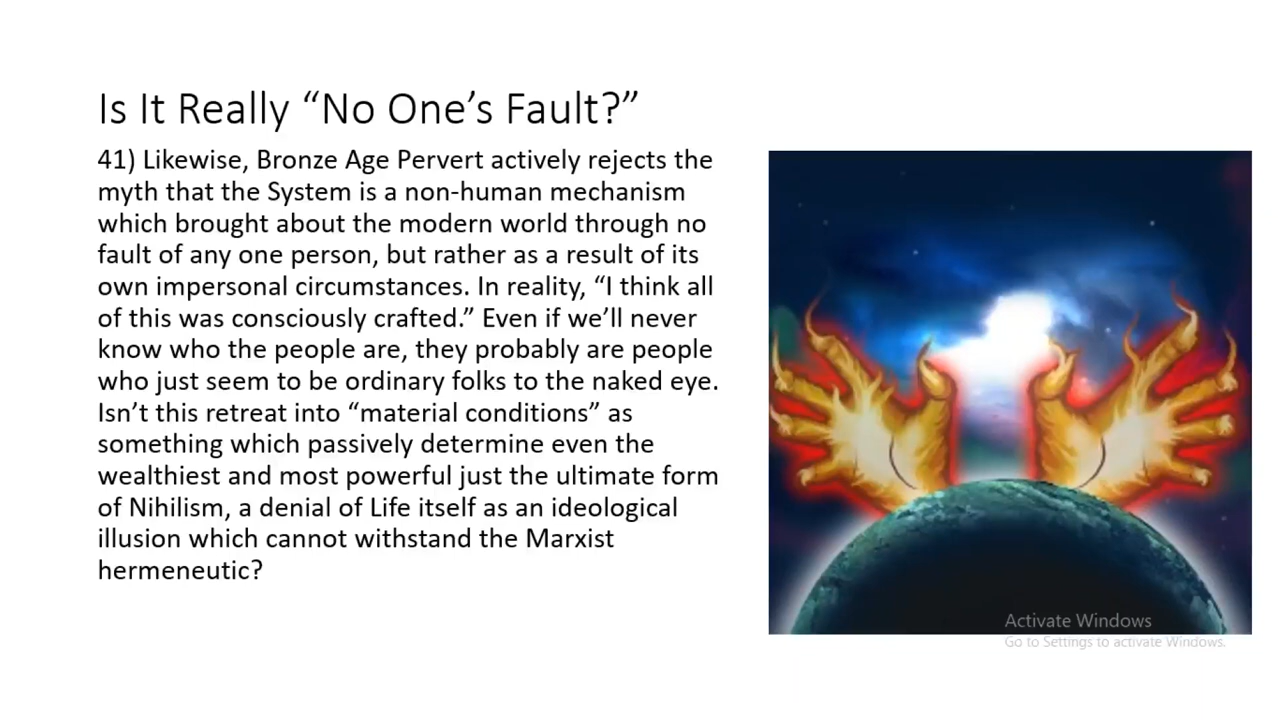 Is It Really “No One’s Fault?”
41) Likewise, Bronze Age Pervert actively rejects the
myth that the System is a non-human mechanism
which brought about the modern world through no
fault of any one person, but rather as a result of its
own impersonal circumstances. In reality, “I think all
of this was consciously crafted.” Even if we’ll never
know who the people are, they probably are people
who just seem to be ordinary folks to the naked eye.
Isn’t this retreat into “material conditions” as
something which passively determine even the
wealthiest and most powerful just the ultimate form
of Nihilism, a denial of Life itself as an ideological
illusion which cannot withstand the Marxist
hermeneutic?
Activate Windows
Go to Settings to activate Windows.